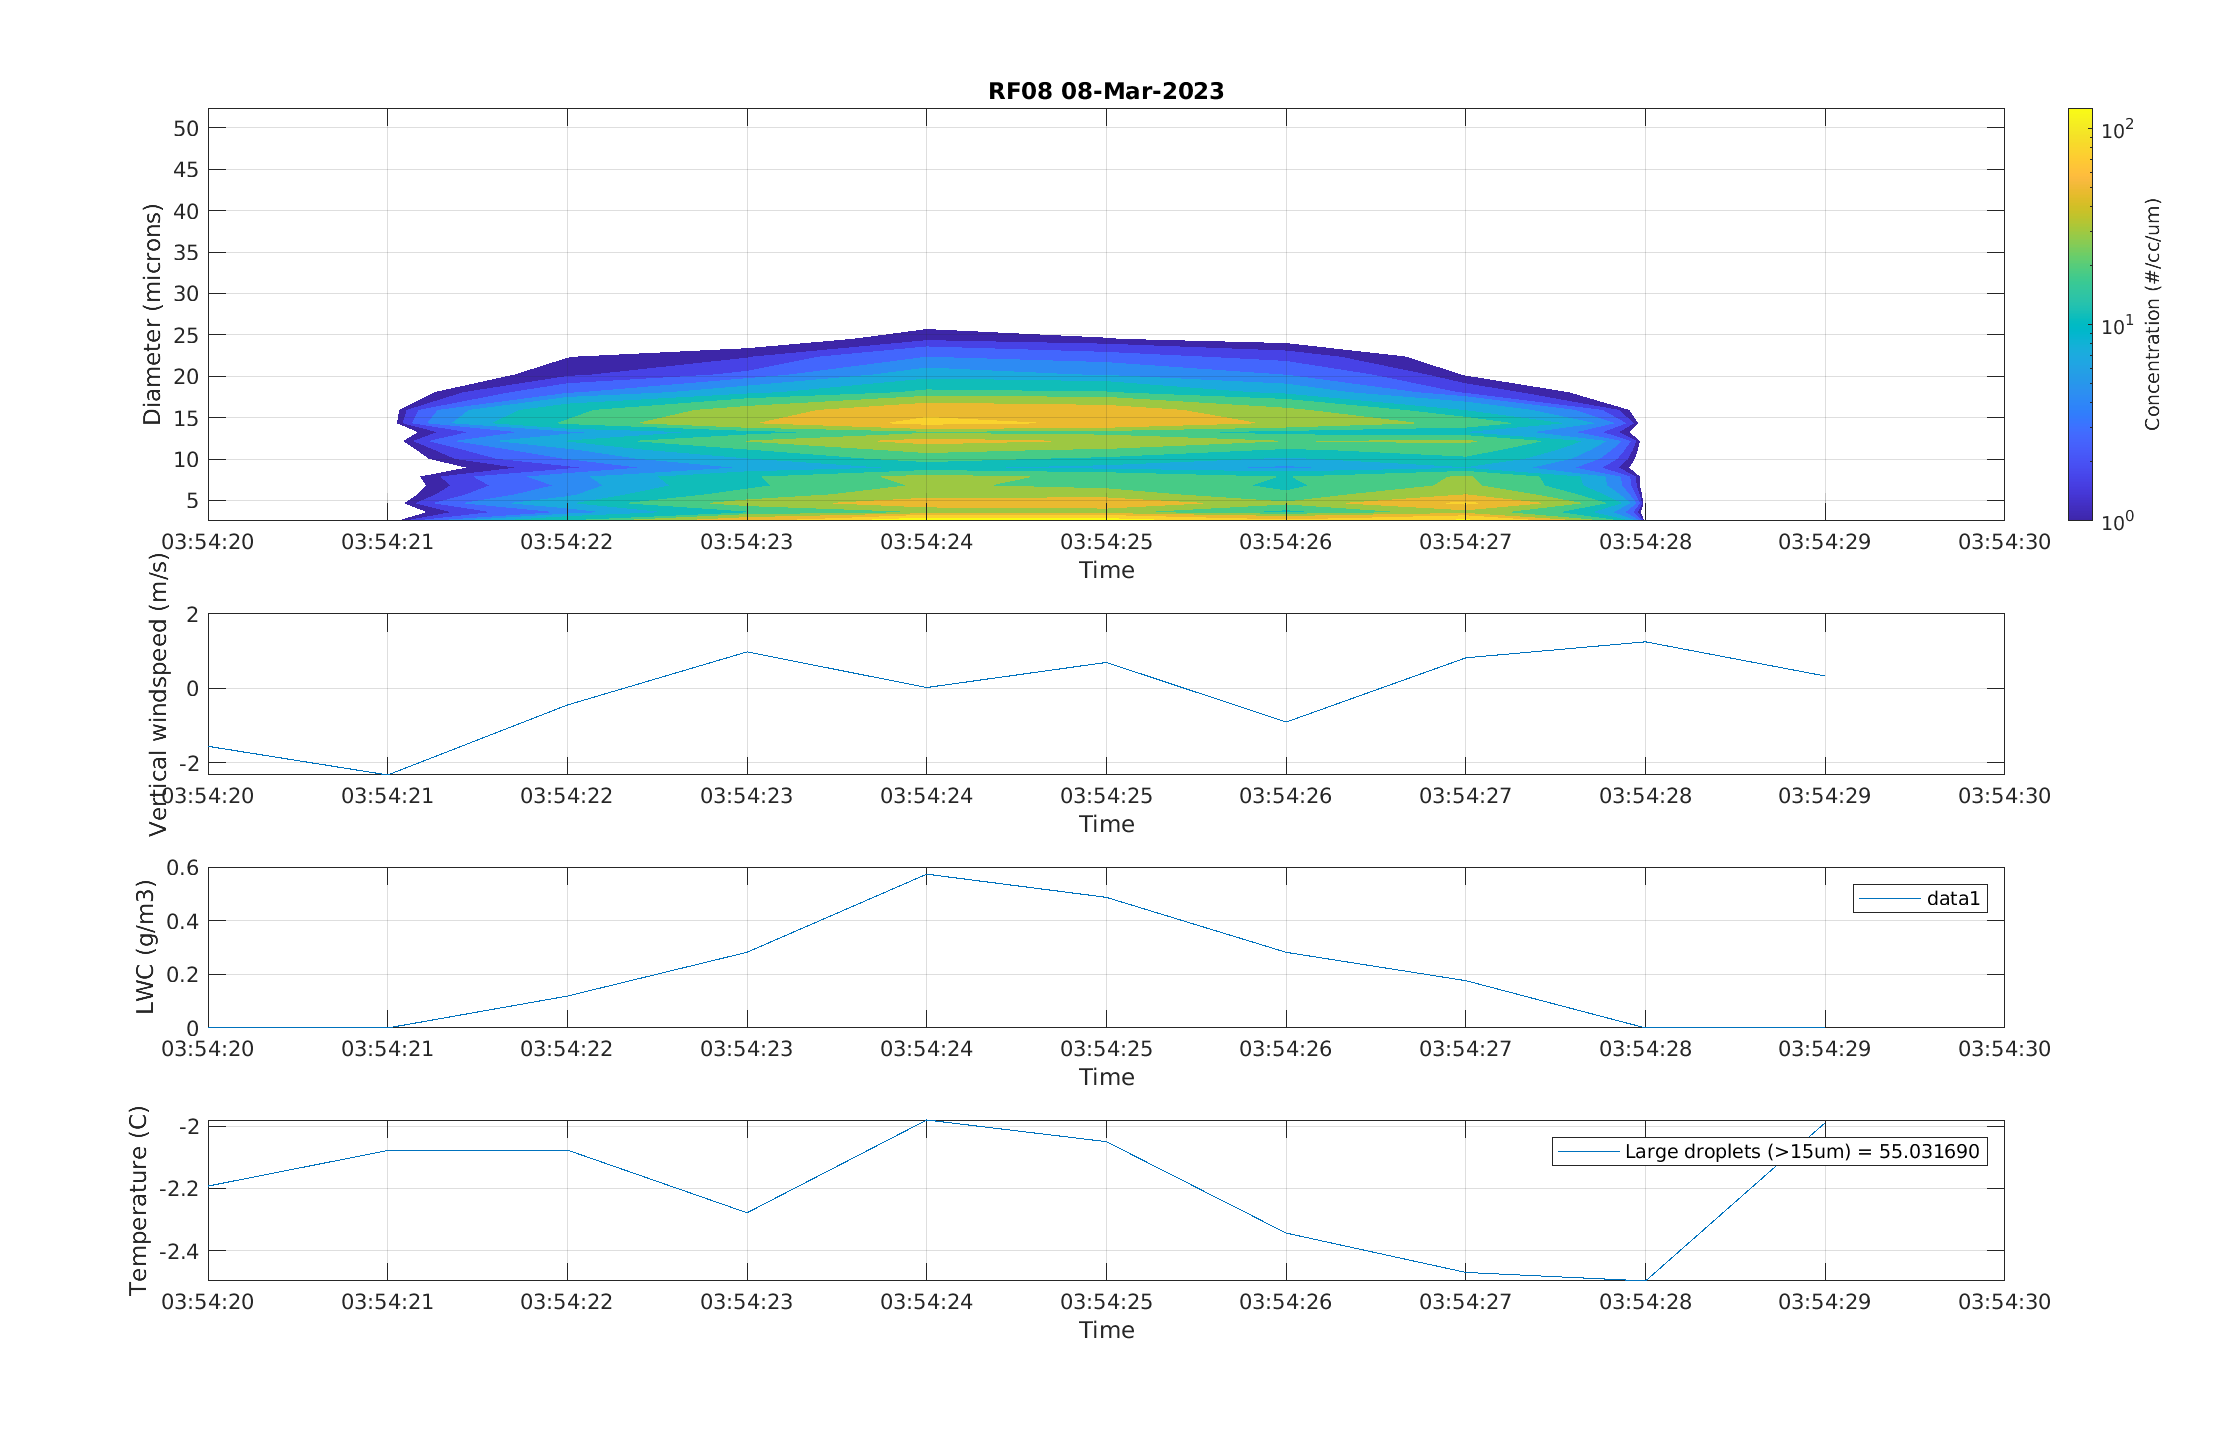 RF08 08-Mar-2023
Diameter (microns)
50
45
40
35
30
25
20
15
10
5
03:54:20 03:54:21 03:54:22 03:54:23 03:54:24 03:54:25 03:54:26 03:54:27 03:54:28 03:54:29 03:54:30
Time
10^2
10^1
10^0
Concentration (#/cc/um)
Vertical windspeed (m/s)
2
0
-2
03:54:20 03:54:21 03:54:22 03:54:23 03:54:24 03:54:25 03:54:26 03:54:27 03:54:28 03:54:29 03:54:30
Time
LWC (g/m3)
0.6
0.4
0.2
0
data1
03:54:20 03:54:21 03:54:22 03:54:23 03:54:24 03:54:25 03:54:26 03:54:27 03:54:28 03:54:29 03:54:30
Time
Temperature (C)
-2
-2.2
-2.4
Large droplets (>15um) = 55.031690
03:54:20 03:54:21 03:54:22 03:54:23 03:54:24 03:54:25 03:54:26 03:54:27 03:54:28 03:54:29 03:54:30
Time